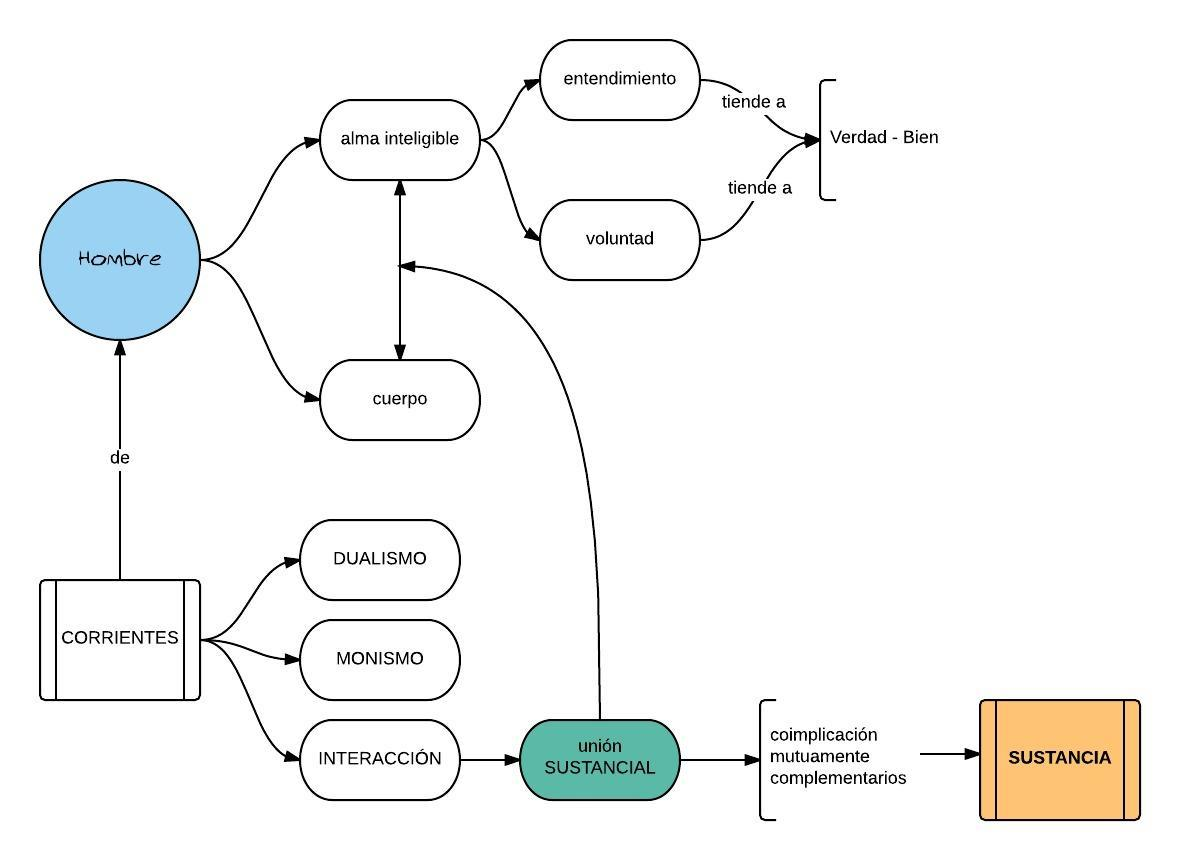 entendimiento
tiende a
alma inteligible
Verdad - Bien
tiende a
voluntad
Hombre
cuerpo
de
DUALISMO
CORRIENTES
MONISMO
INTERACCIÓN
unión
SUSTANCIAL
coimplicación
mutuamente
complementarios
SUSTANCIA